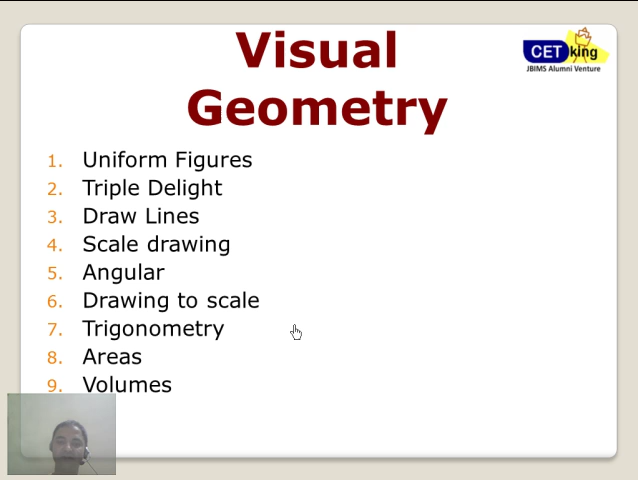 Visual
Geometry
CET king
JBIMS Alumni Venture
1. Uniform Figures
2. Triple Delight
3. Draw Lines
4. Scale drawing
5. Angular
6. Drawing to scale
7. Trigonometry
8. Areas
9. Volumes